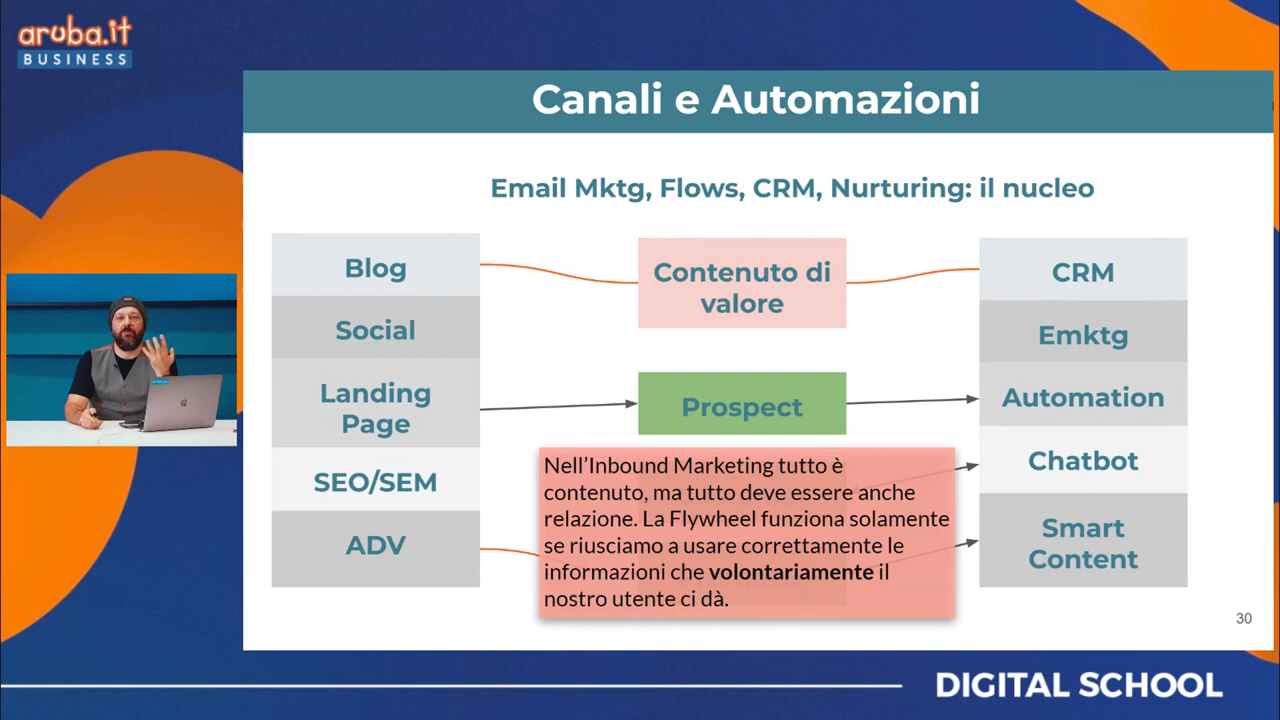 aruba.it
BUSINESS
Canali e Automazioni
Email Mktg, Flows, CRM, Nurturing: il nucleo
Blog
Social
Landing
Page
SEO/SEM
ADV
Contenuto di
valore
Prospect
Nell'Inbound Marketing tutto è
contenuto, ma tutto deve essere anche
relazione. La Flywheel funziona solamente
se riusciamo a usare correttamente le
informazioni che volontariamente il
nostro utente ci dà.
CRM
Emktg
Automation
Chatbot
Smart
Content
30
DIGITAL SCHOOL